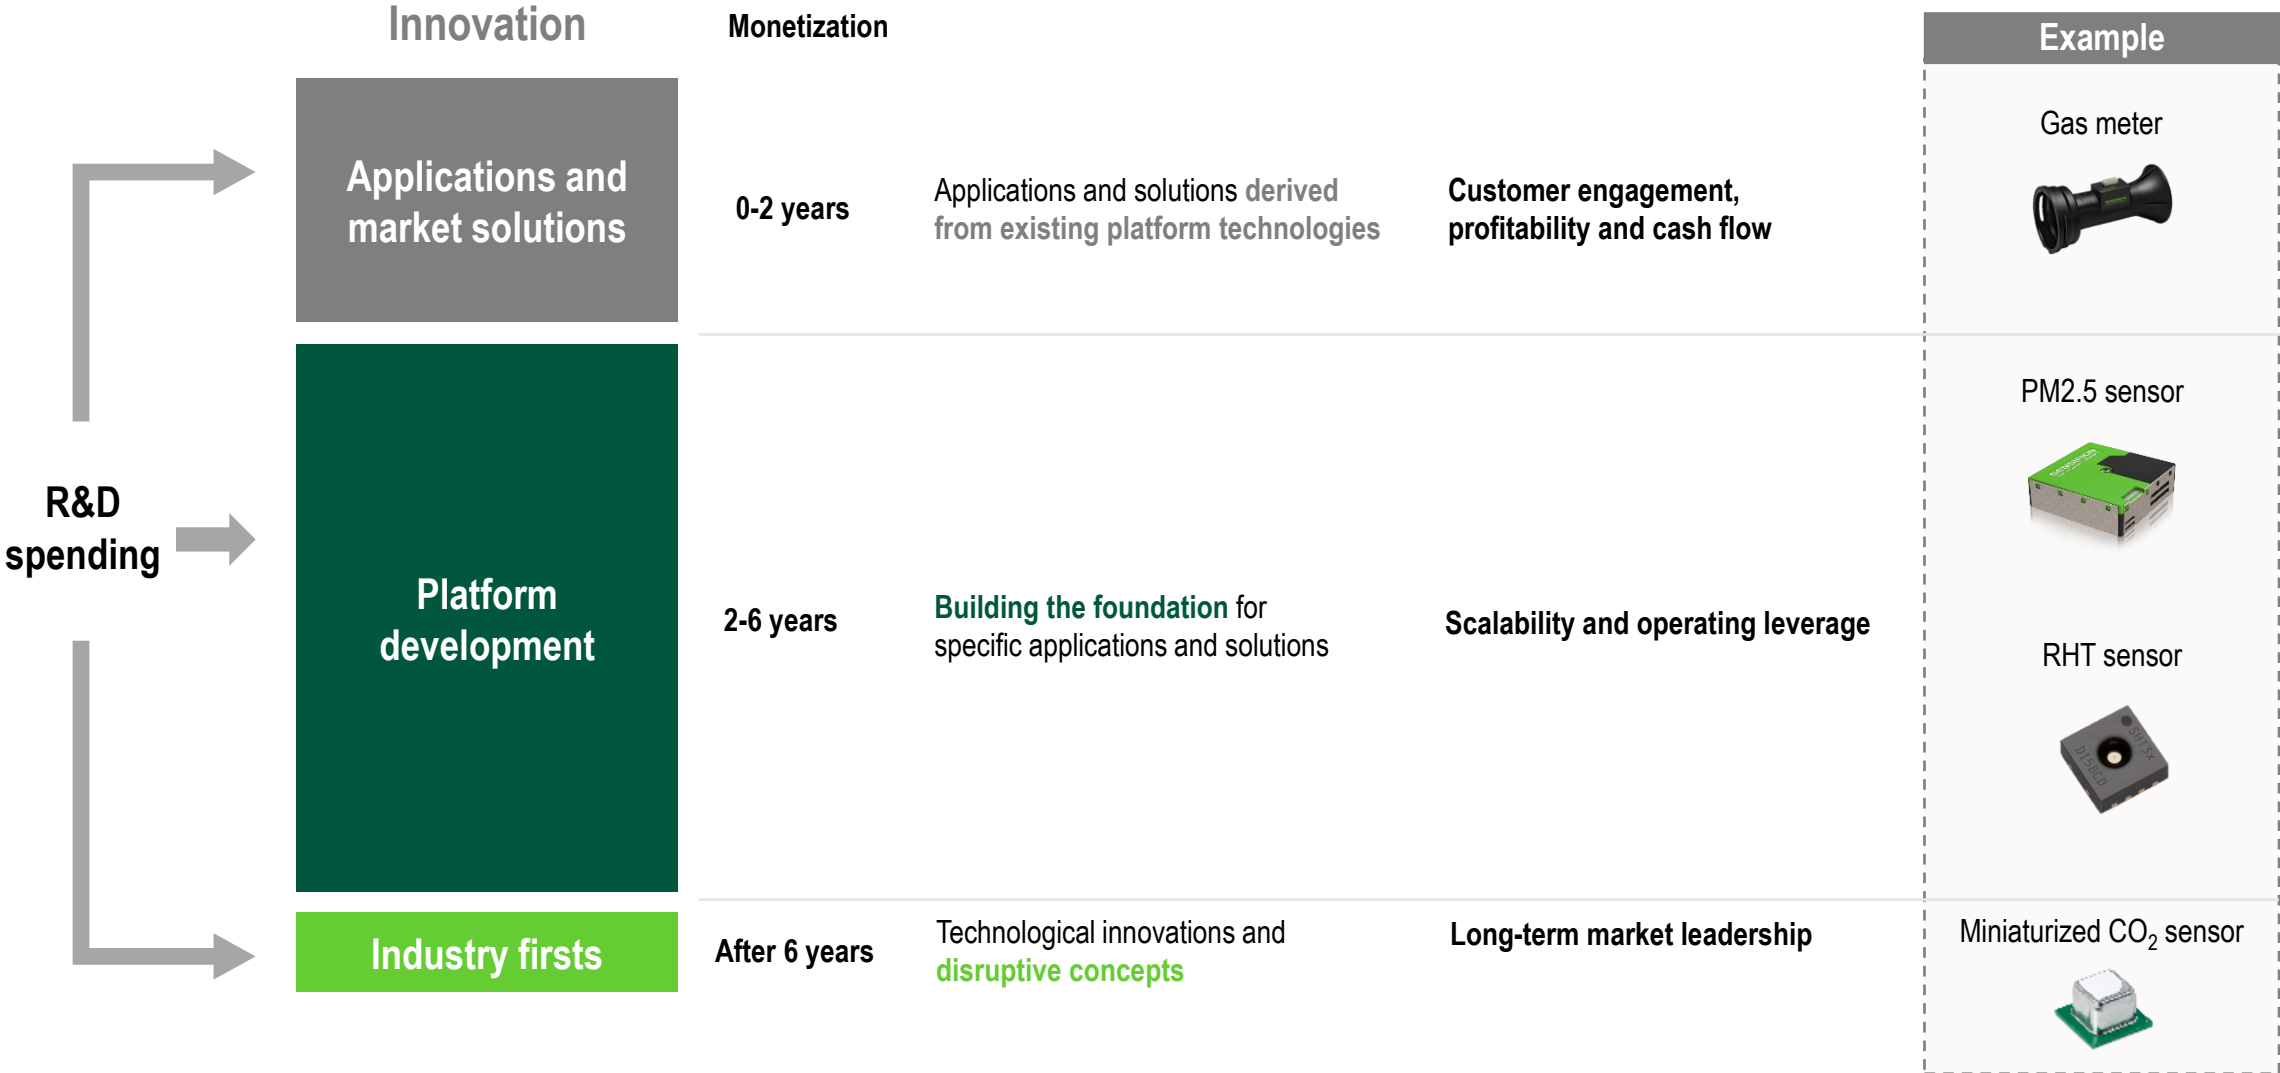 Innovation
Monetization
Example
R&D
spending
Applications and
market solutions
0-2 years
Applications and solutions derived
from existing platform technologies
Customer engagement,
profitability and cash flow
Gas meter
Platform
development
2-6 years
Building the foundation for
specific applications and solutions
Scalability and operating leverage
PM2.5 sensor
SENSIRION
RHT sensor
SHT3x
D15BCD
Industry firsts
After 6 years
Technological innovations and
disruptive concepts
Long-term market leadership
Miniaturized CO₂ sensor